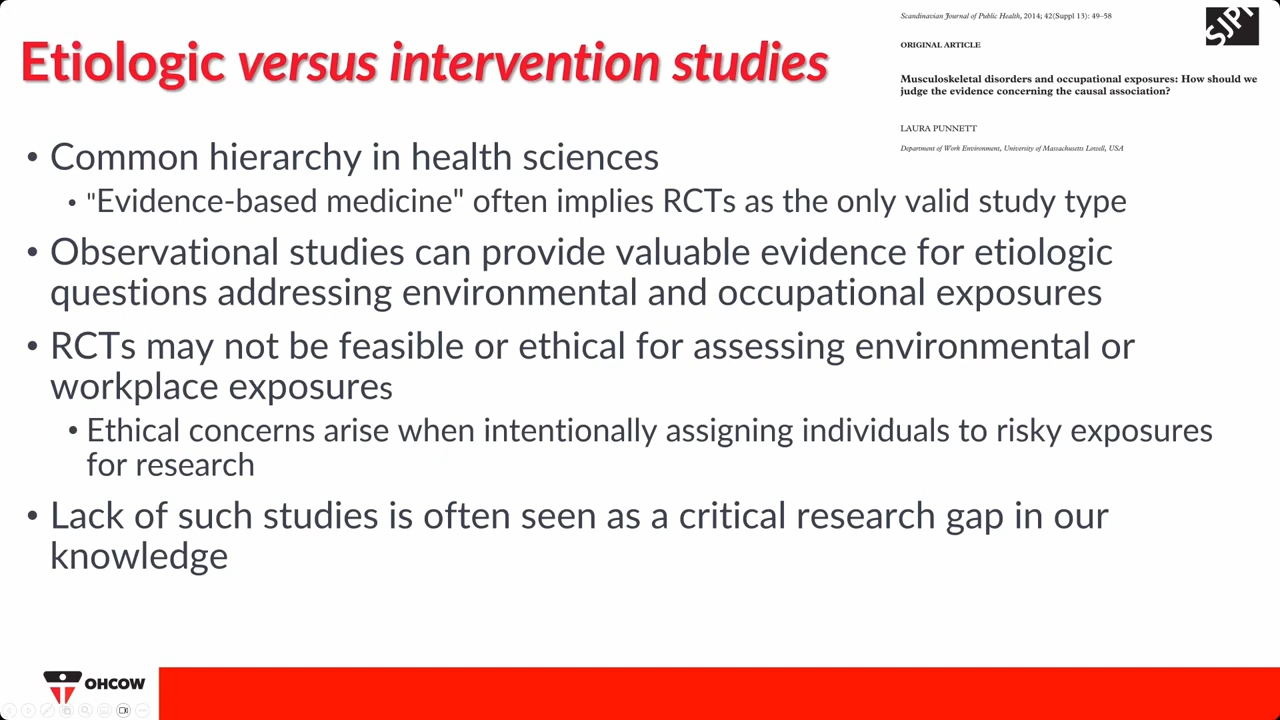 Etiologic versus intervention studies
Scandinavian Journal of Public Health, 2014; 42(Suppl 13): 49–58
SJPH
ORIGINAL ARTICLE
Musculoskeletal disorders and occupational exposures: How should we
judge the evidence concerning the causal association?
LAURA PUNNETT
Department of Work Environment, University of Massachusetts Lowell, USA
• Common hierarchy in health sciences
• "Evidence-based medicine" often implies RCTs as the only valid study type
• Observational studies can provide valuable evidence for etiologic
questions addressing environmental and occupational exposures
• RCTs may not be feasible or ethical for assessing environmental or
workplace exposures
• Ethical concerns arise when intentionally assigning individuals to risky exposures
for research
• Lack of such studies is often seen as a critical research gap in our
knowledge
OHCOW